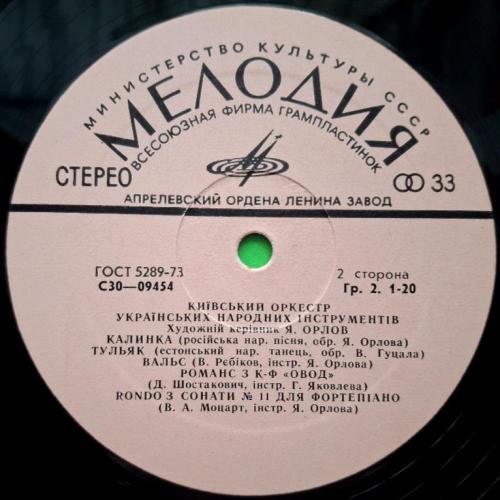 МИНИСТЕРСТВО КУЛЬТУРЫ СССР
МЕЛОДИЯ
ВСЕСОЮЗНАЯ ФИРМА ГРАМПЛАСТИНОК
СТЕРЕО 33
АПРЕЛЕВСКИЙ ОРДЕНА ЛЕНИНА ЗАВОД
ГОСТ 5289-73 2 сторона
С30—09454 Гр. 2. 1-20
КИЇВСЬКИЙ ОРКЕСТР
УКРАЇНСЬКИХ НАРОДНИХ ІНСТРУМЕНТІВ
Художній керівник Я. ОРЛОВ
КАЛИНКА (російська нар. пісня, обр. Я. Орлова)
ТУЛЬЯК (естонський нар. танець, обр. В. Гуцала)
ВАЛЬС (В. Рєбіков, інстр. Я. Орлова)
РОМАНС З К-Ф «ОВОД»
(Д. Шостакович, інстр. Г. Яковлева)
RONDO З СОНАТИ № 11 ДЛЯ ФОРТЕПІАНО
(В. А. Моцарт, інстр. Я. Орлова)